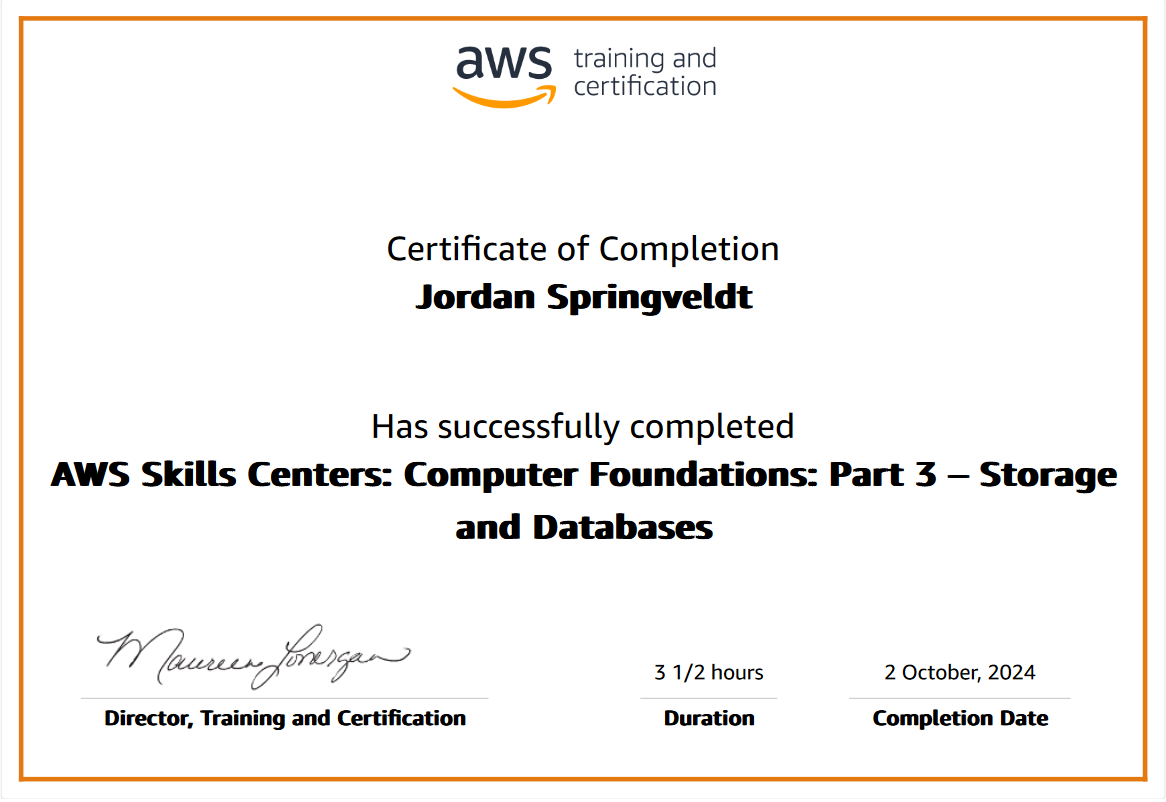 aws training and
certification
Certificate of Completion
Jordan Springveldt
Has successfully completed
AWS Skills Centers: Computer Foundations: Part 3 – Storage
and Databases
Maureen Lonergan
3 1/2 hours
2 October, 2024
Director, Training and Certification
Duration
Completion Date